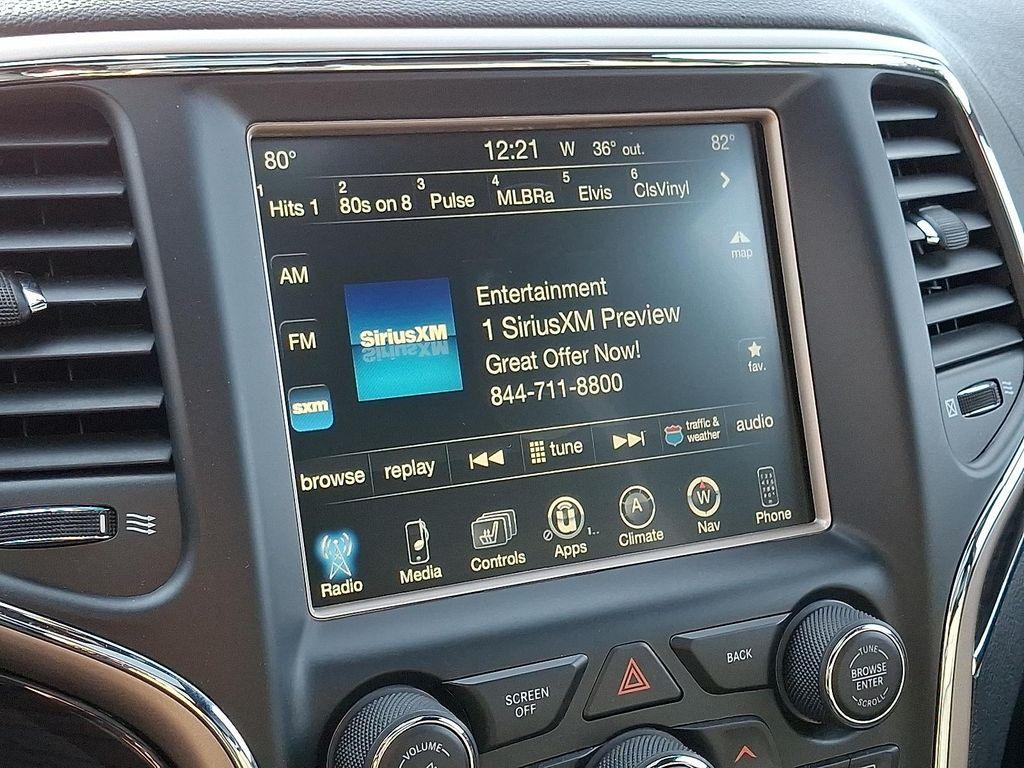 80° 12:21 W 36° out. 82°
1 Hits 1 2 80s on 8 3 Pulse 4 MLBRa 5 Elvis 6 ClsVinyl
map
AM
FM
sxm
SiriusXM
Entertainment
1 SiriusXM Preview
Great Offer Now!
844-711-8800
fav.
browse replay tune traffic & weather audio
Radio Media Controls Apps 1.. A Climate W Nav Phone
SCREEN
OFF
BACK
TUNE
BROWSE
ENTER
SCROLL
VOLUME